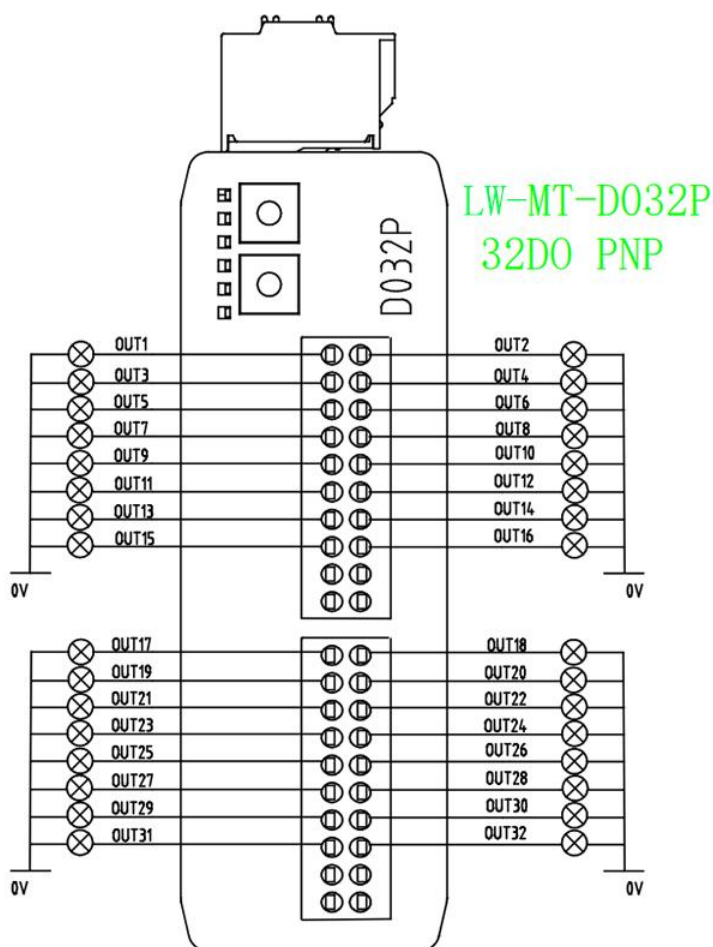 LW-MT-DO32P
32DO PNP
DO32P
OUT1 OUT2
OUT3 OUT4
OUT5 OUT6
OUT7 OUT8
OUT9 OUT10
OUT11 OUT12
OUT13 OUT14
OUT15 OUT16
0V 0V
OUT17 OUT18
OUT19 OUT20
OUT21 OUT22
OUT23 OUT24
OUT25 OUT26
OUT27 OUT28
OUT29 OUT30
OUT31 OUT32
0V 0V